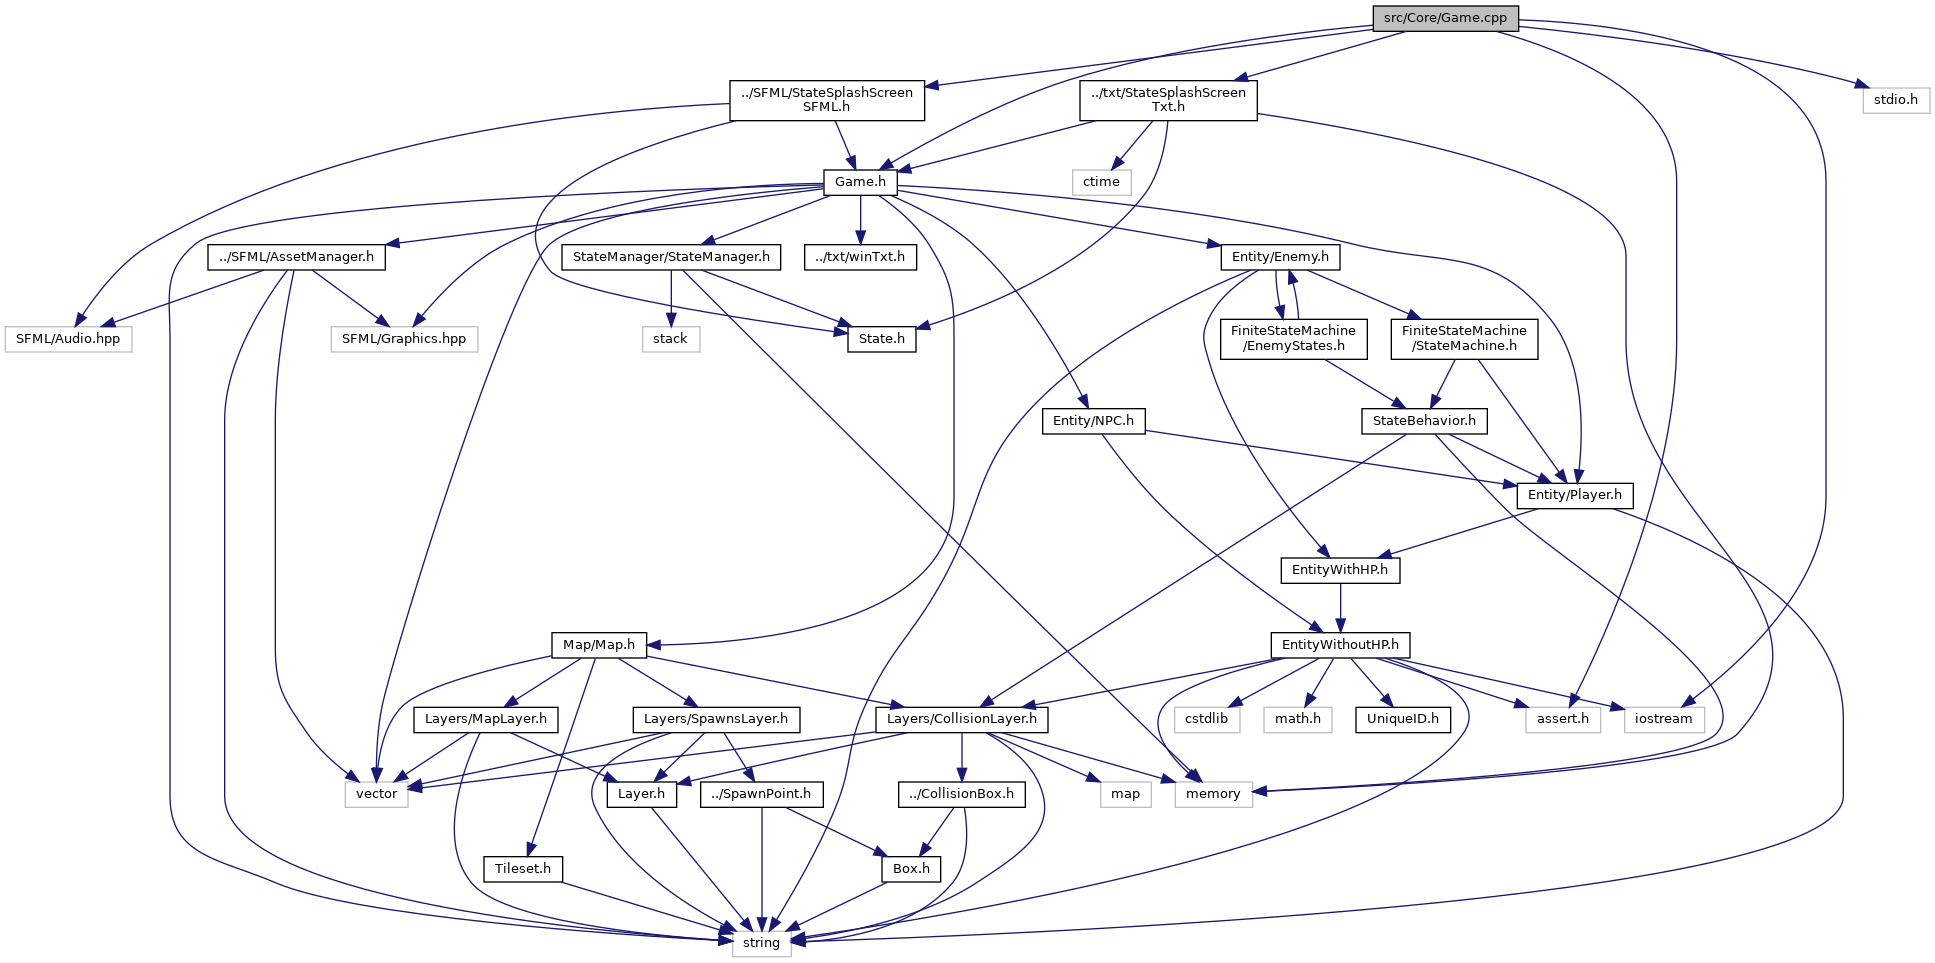 src/Core/Game.cpp
../SFML/StateSplashScreen
SFML.h
../txt/StateSplashScreen
Txt.h
stdio.h
Game.h
ctime
../SFML/AssetManager.h
StateManager/StateManager.h
../txt/winTxt.h
Entity/Enemy.h
SFML/Audio.hpp
SFML/Graphics.hpp
stack
State.h
FiniteStateMachine
/EnemyStates.h
FiniteStateMachine
/StateMachine.h
Entity/NPC.h
StateBehavior.h
Entity/Player.h
EntityWithHP.h
Map/Map.h
EntityWithoutHP.h
Layers/MapLayer.h
Layers/SpawnsLayer.h
Layers/CollisionLayer.h
cstdlib
math.h
UniqueID.h
assert.h
iostream
vector
Layer.h
../SpawnPoint.h
../CollisionBox.h
map
memory
Tileset.h
Box.h
string